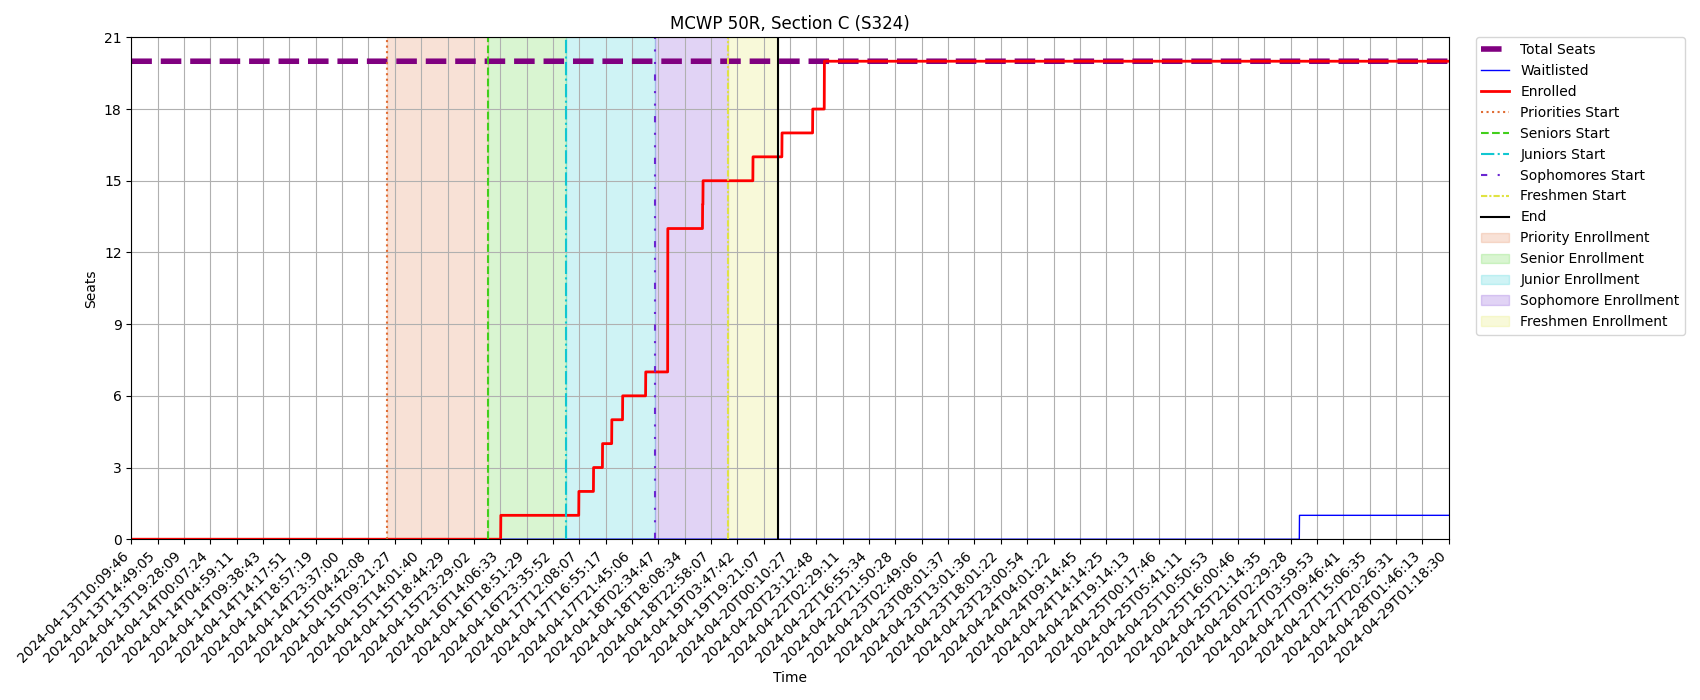 MCWP 50R, Section C (S324)
Seats
21
18
15
12
9
6
3
0
2024-04-13T10:09:46
2024-04-13T14:49:05
2024-04-13T19:28:09
2024-04-14T00:07:24
2024-04-14T04:59:11
2024-04-14T09:38:43
2024-04-14T14:17:51
2024-04-14T18:57:19
2024-04-14T23:37:00
2024-04-15T04:42:08
2024-04-15T09:21:27
2024-04-15T14:01:40
2024-04-15T18:44:29
2024-04-15T23:29:02
2024-04-16T14:06:33
2024-04-16T18:51:29
2024-04-16T23:35:52
2024-04-17T12:08:07
2024-04-17T16:55:17
2024-04-17T21:45:06
2024-04-18T02:34:47
2024-04-18T18:08:34
2024-04-18T22:58:07
2024-04-19T03:47:42
2024-04-19T19:21:07
2024-04-20T00:10:27
2024-04-20T23:12:48
2024-04-22T02:29:11
2024-04-22T16:55:34
2024-04-22T21:50:28
2024-04-23T02:49:06
2024-04-23T08:01:37
2024-04-23T13:01:36
2024-04-23T18:01:22
2024-04-23T23:00:54
2024-04-24T04:01:22
2024-04-24T09:14:45
2024-04-24T14:14:25
2024-04-24T19:14:13
2024-04-25T00:17:46
2024-04-25T05:41:11
2024-04-25T10:50:53
2024-04-25T16:00:46
2024-04-25T21:14:35
2024-04-26T02:29:28
2024-04-27T03:59:53
2024-04-27T09:46:41
2024-04-27T15:06:35
2024-04-27T20:26:31
2024-04-28T01:46:13
2024-04-29T01:18:30
Time
Total Seats
Waitlisted
Enrolled
Priorities Start
Seniors Start
Juniors Start
Sophomores Start
Freshmen Start
End
Priority Enrollment
Senior Enrollment
Junior Enrollment
Sophomore Enrollment
Freshmen Enrollment